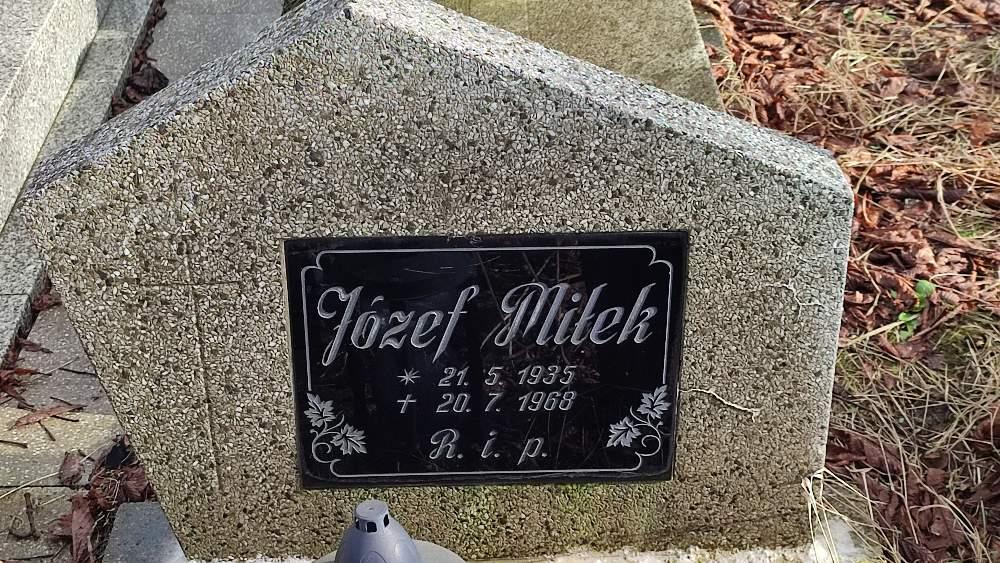 Józef Miłek
* 21. 5. 1935
† 20. 7. 1968
R. i. p.